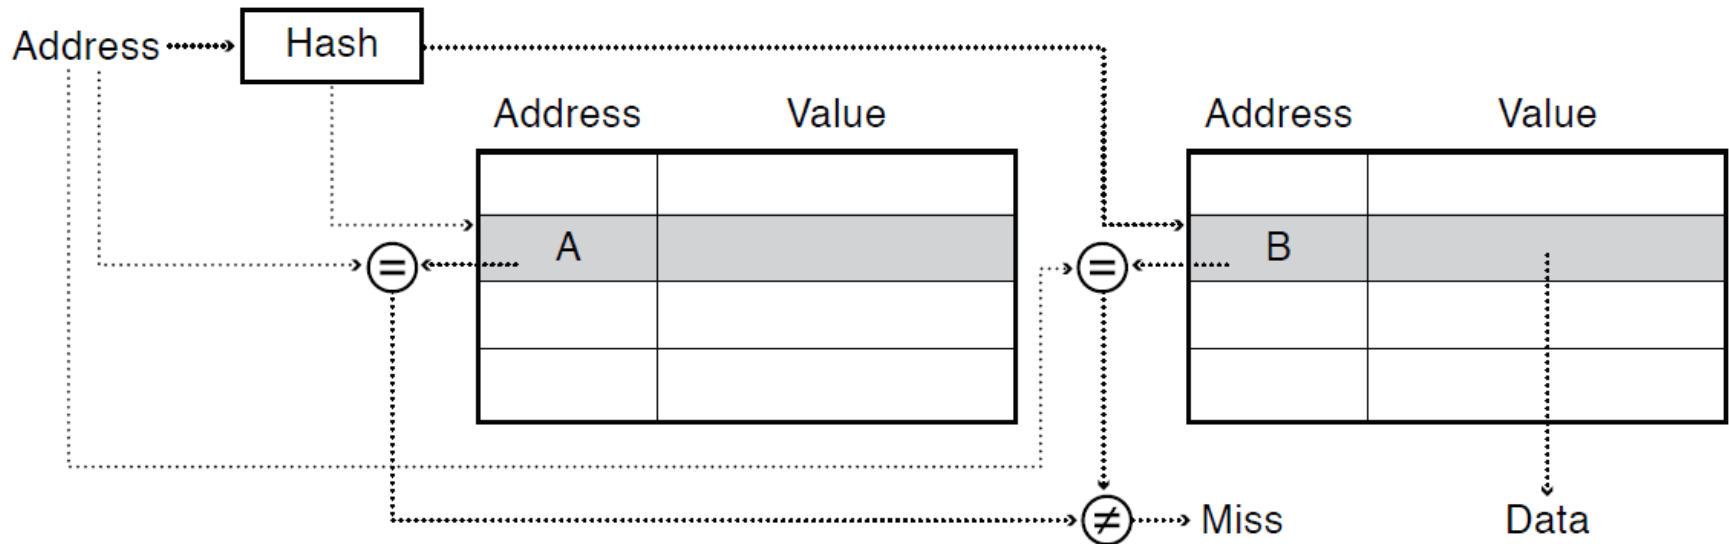 Address Hash
Address Value Address Value
= A = B
≠ Miss Data